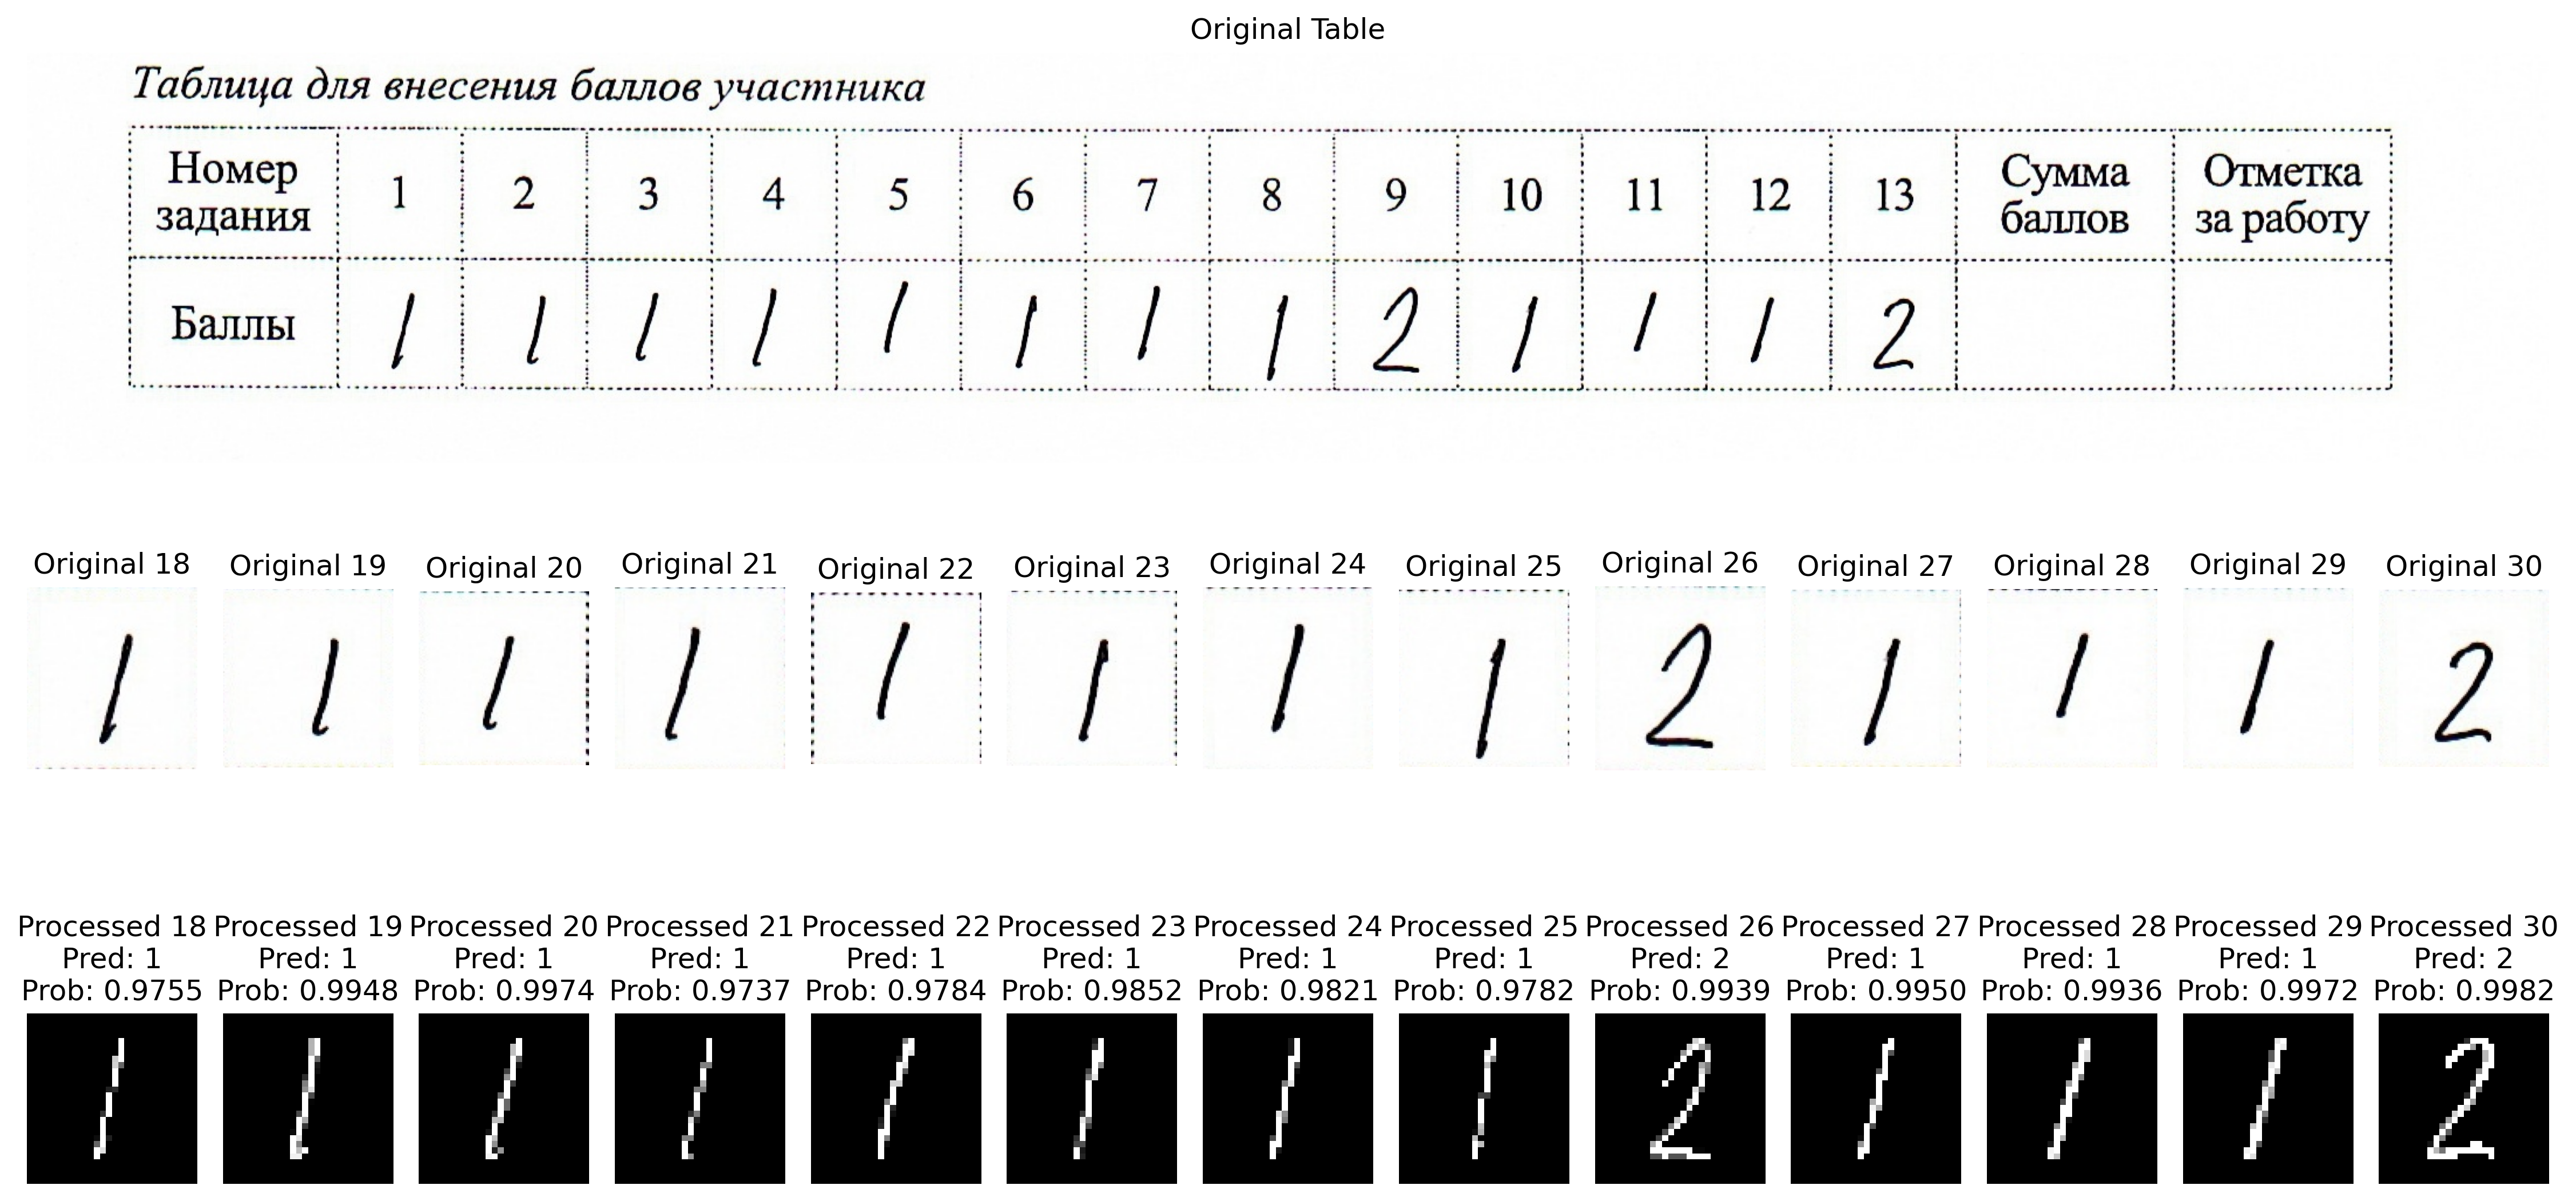 Original Table
Таблица для внесения баллов участника
Номер задания 1 2 3 4 5 6 7 8 9 10 11 12 13 Сумма баллов Отметка за работу
Баллы 1 1 1 1 1 1 1 1 2 1 1 1 2
Original 18 Original 19 Original 20 Original 21 Original 22 Original 23 Original 24 Original 25 Original 26 Original 27 Original 28 Original 29 Original 30
1 1 1 1 1 1 1 1 2 1 1 1 2
Processed 18 Processed 19 Processed 20 Processed 21 Processed 22 Processed 23 Processed 24 Processed 25 Processed 26 Processed 27 Processed 28 Processed 29 Processed 30
Pred: 1 Pred: 1 Pred: 1 Pred: 1 Pred: 1 Pred: 1 Pred: 1 Pred: 1 Pred: 2 Pred: 1 Pred: 1 Pred: 1 Pred: 2
Prob: 0.9755 Prob: 0.9948 Prob: 0.9974 Prob: 0.9737 Prob: 0.9784 Prob: 0.9852 Prob: 0.9821 Prob: 0.9782 Prob: 0.9939 Prob: 0.9950 Prob: 0.9936 Prob: 0.9972 Prob: 0.9982
1 1 1 1 1 1 1 1 2 1 1 1 2